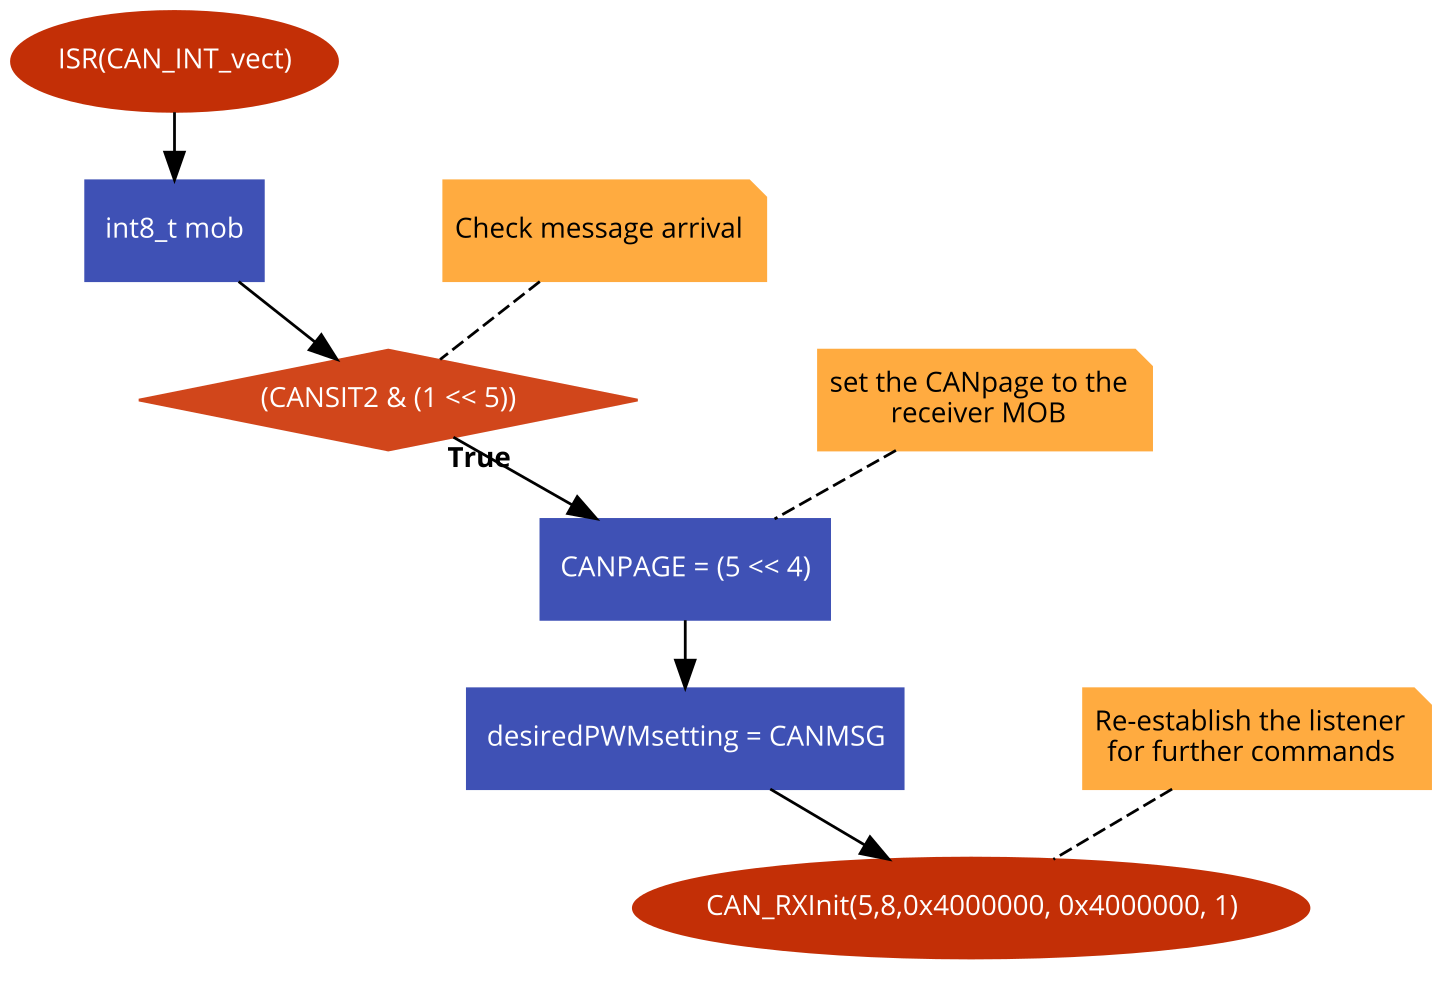 ISR(CAN_INT_vect)
int8_t mob
Check message arrival
(CANSIT2 & (1 << 5))
set the CANpage to the
receiver MOB
True
CANPAGE = (5 << 4)
desiredPWMsetting = CANMSG
Re-establish the listener
for further commands
CAN_RXInit(5,8,0x4000000, 0x4000000, 1)